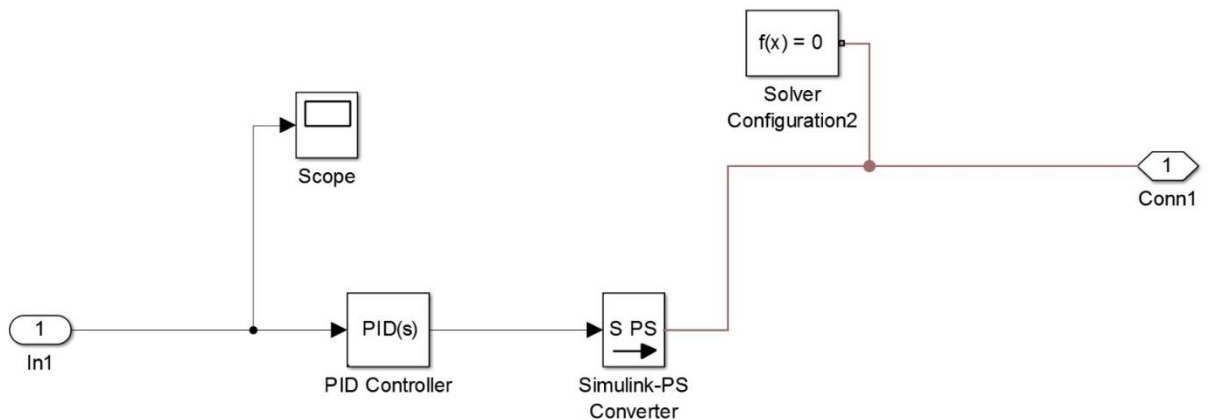 f(x) = 0
Solver
Configuration2
Scope
1
Conn1
1
In1
PID(s)
PID Controller
S PS
Simulink-PS
Converter